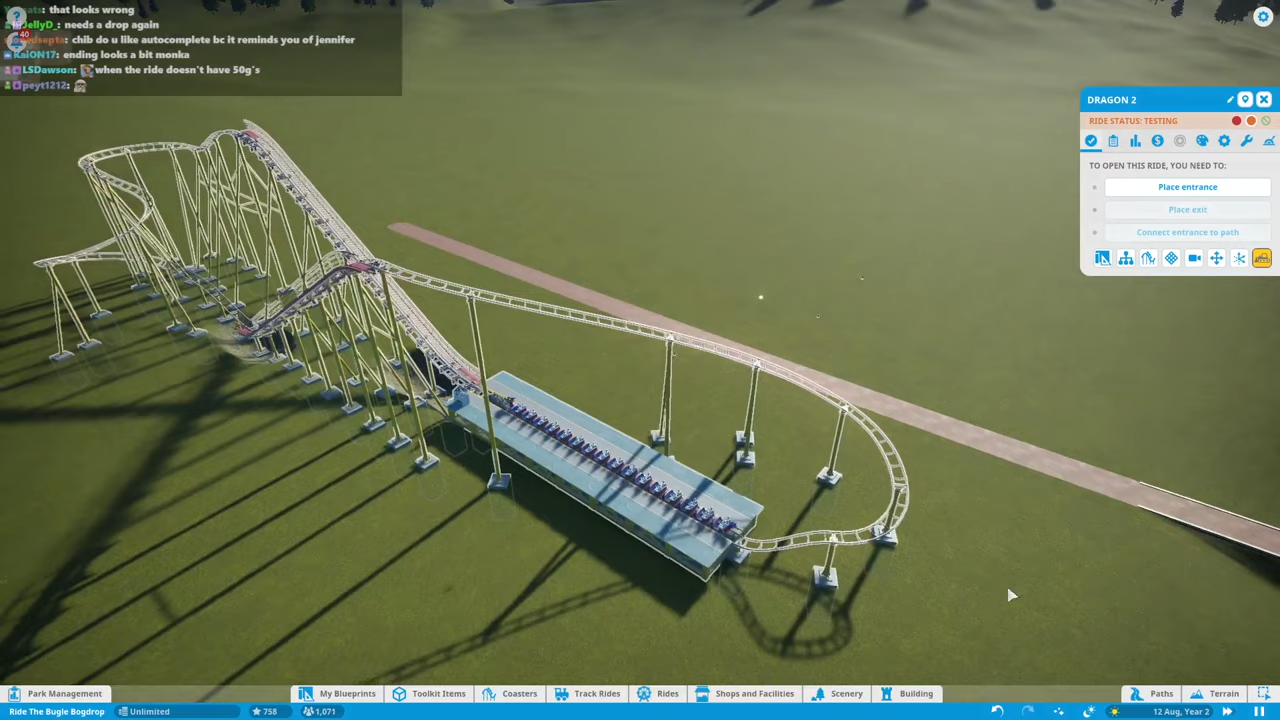 that looks wrong
JellyD_: needs a drop again
chib do u like autocomplete bc it reminds you of jennifer
KaiON17: ending looks a bit monka
LSDawson: when the ride doesn't have 50g's
peyt1212:
40
DRAGON 2
RIDE STATUS: TESTING
TO OPEN THIS RIDE, YOU NEED TO:
Place entrance
Place exit
Connect entrance to path
Park Management
My Blueprints
Toolkit Items
Coasters
Track Rides
Rides
Shops and Facilities
Scenery
Building
Paths
Terrain
Ride The Bugle Bogdrop
Unlimited
758
1,071
12 Aug, Year 2